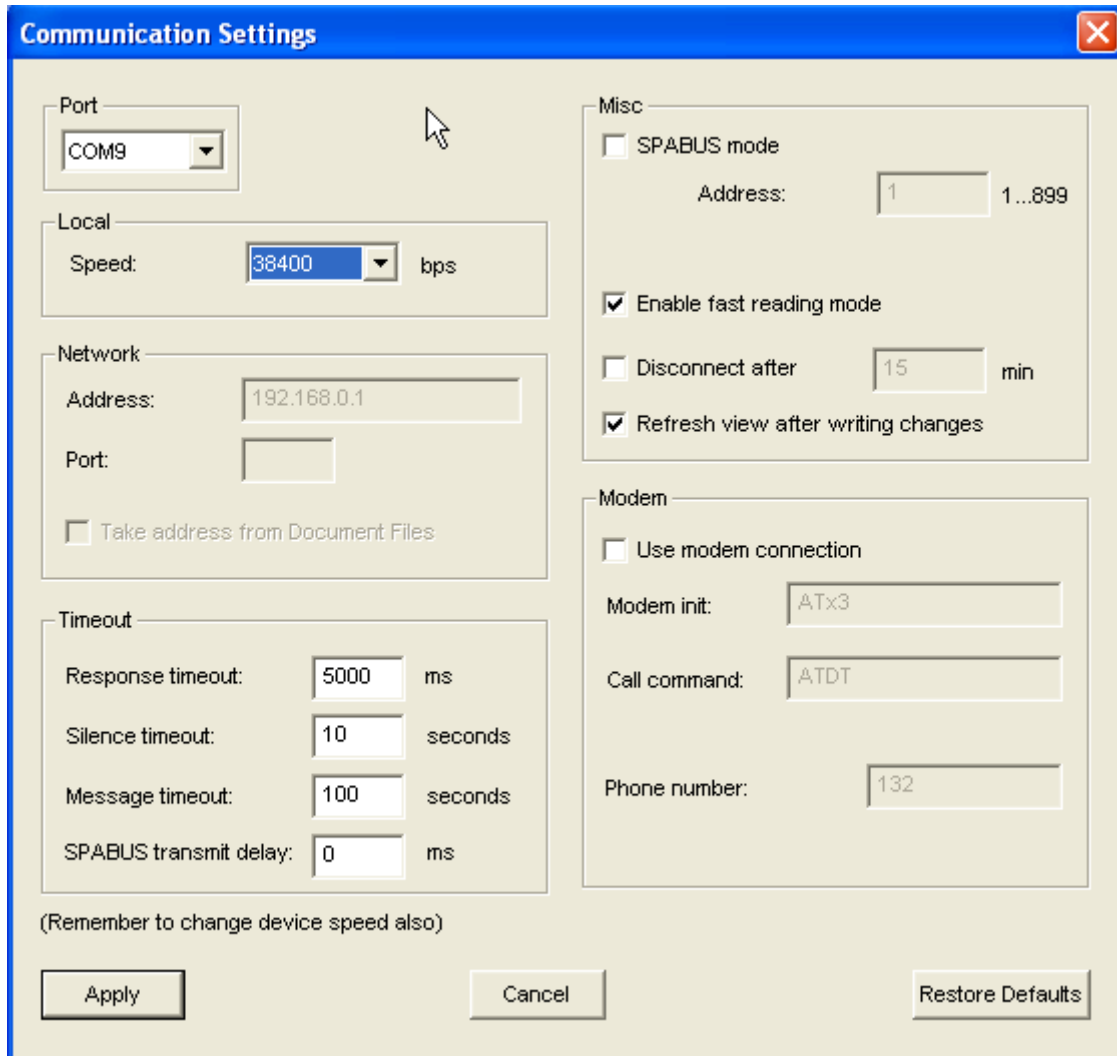 Communication Settings
Port
COM9
Local
Speed: 38400 bps
Network
Address: 192.168.0.1
Port:
Take address from Document Files
Timeout
Response timeout: 5000 ms
Silence timeout: 10 seconds
Message timeout: 100 seconds
SPABUS transmit delay: 0 ms
(Remember to change device speed also)
Misc
SPABUS mode
Address: 1 1...899
Enable fast reading mode
Disconnect after 15 min
Refresh view after writing changes
Modem
Use modem connection
Modem init: ATx3
Call command: ATDT
Phone number: 132
Apply Cancel Restore Defaults